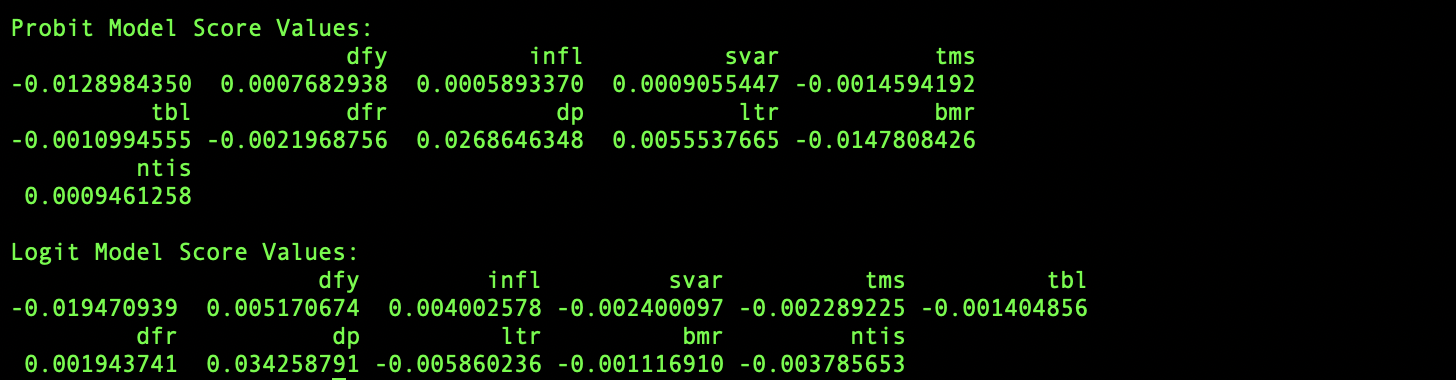 Probit Model Score Values:
dfy infl svar tms
-0.0128984350 0.0007682938 0.0005893370 0.0009055447 -0.0014594192
tbl dfr dp ltr bmr
-0.0010994555 -0.0021968756 0.0268646348 0.0055537665 -0.0147808426
ntis
0.0009461258
Logit Model Score Values:
dfy infl svar tms tbl
-0.019470939 0.005170674 0.004002578 -0.002400097 -0.002289225 -0.001404856
dfr dp ltr bmr ntis
0.001943741 0.034258791 -0.005860236 -0.001116910 -0.003785653